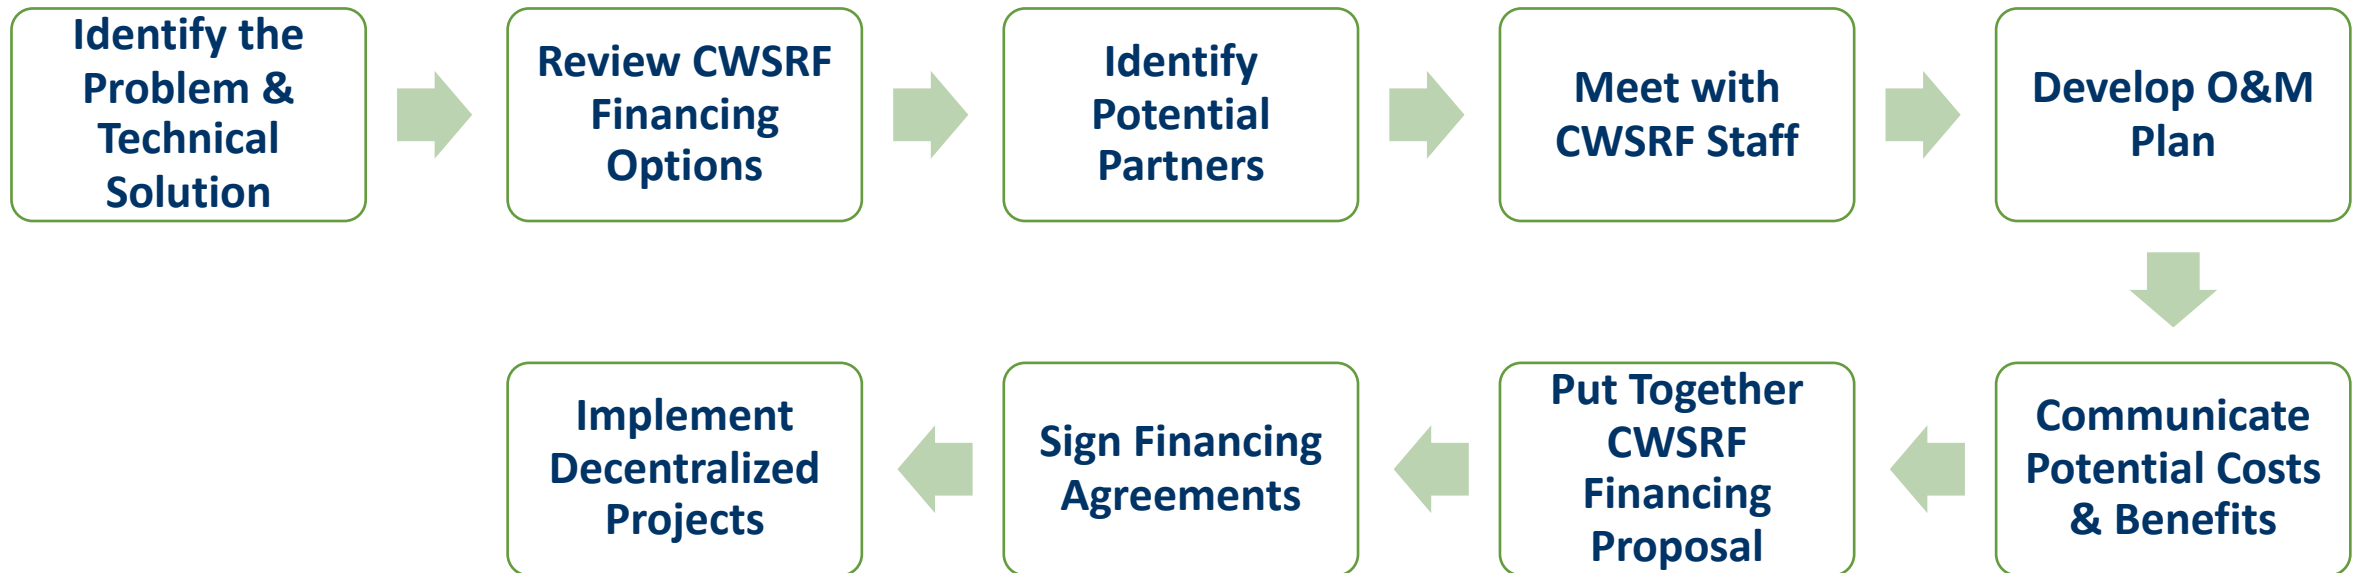 Identify the
Problem &
Technical
Solution
Review CWSRF
Financing
Options
Identify
Potential
Partners
Meet with
CWSRF Staff
Develop O&M
Plan
Communicate
Potential Costs
& Benefits
Put Together
CWSRF
Financing
Proposal
Sign Financing
Agreements
Implement
Decentralized
Projects